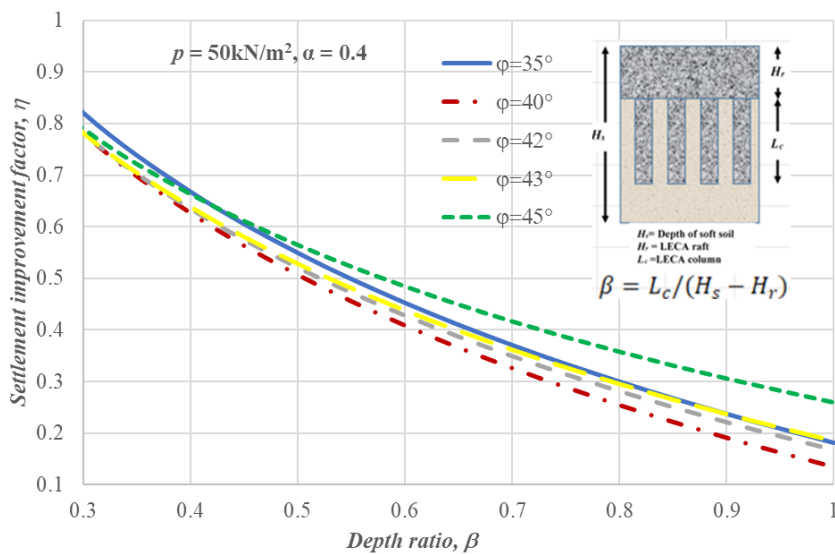 1
0.9
0.8
0.7
0.6
0.5
0.4
0.3
0.2
0.1
Settlement improvement factor, η
p = 50kN/m², α = 0.4
φ=35°
φ=40°
φ=42°
φ=43°
φ=45°
Hᵣ
Hₛ
L꜀
Hₛ= Depth of soft soil
Hᵣ = LECA raft
L꜀ =LECA column
β = L꜀/(Hₛ − Hᵣ)
0.3 0.4 0.5 0.6 0.7 0.8 0.9 1
Depth ratio, β